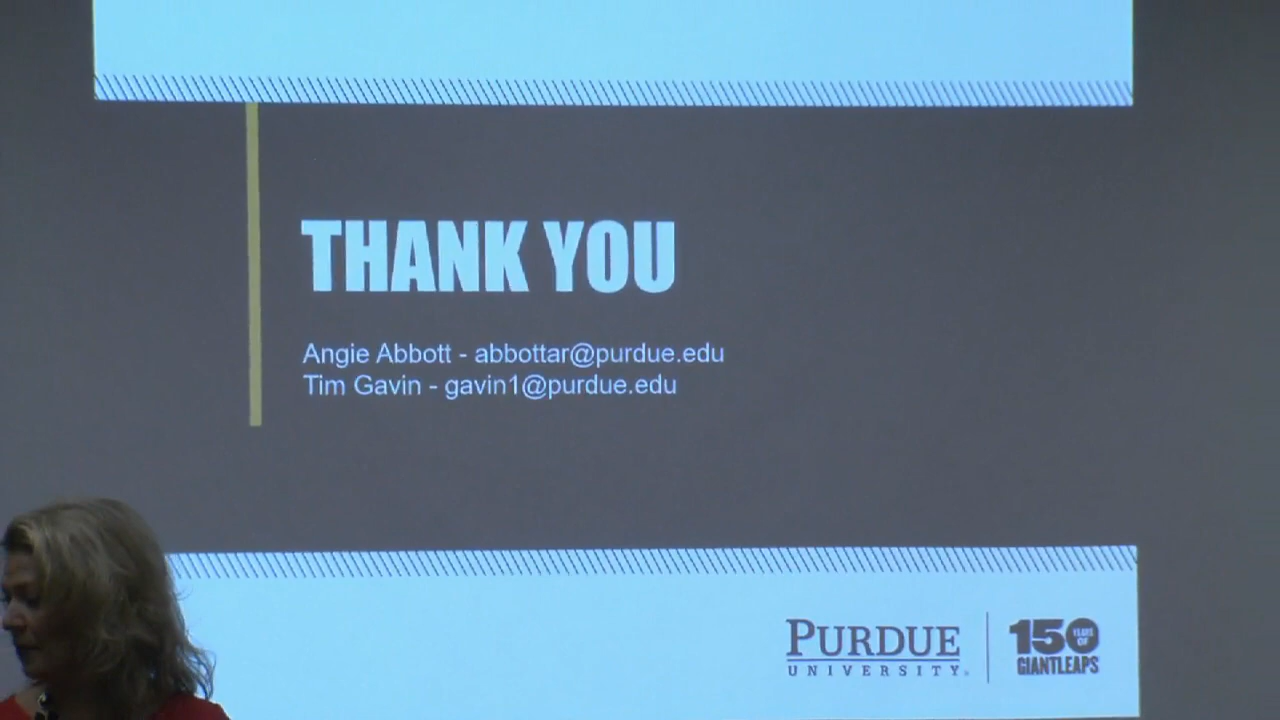 THANK YOU
Angie Abbott - abbottar@purdue.edu
Tim Gavin - gavin1@purdue.edu
PURDUE
UNIVERSITY
150 YEARS OF
GIANT LEAPS